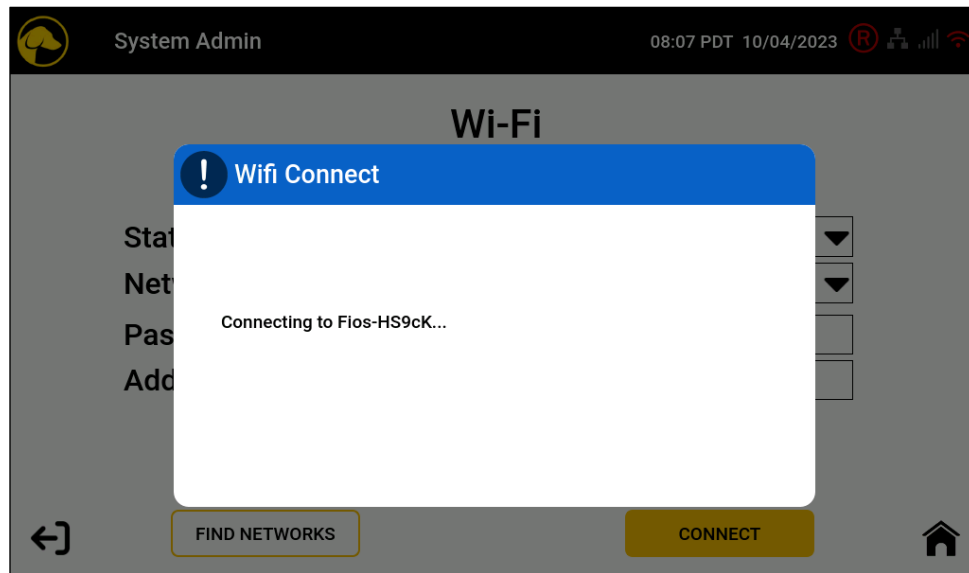 System Admin
08:07 PDT 10/04/2023 R
Wi-Fi
Wifi Connect
Stat
Net
Pas
Add
Connecting to Fios-HS9cK...
FIND NETWORKS
CONNECT